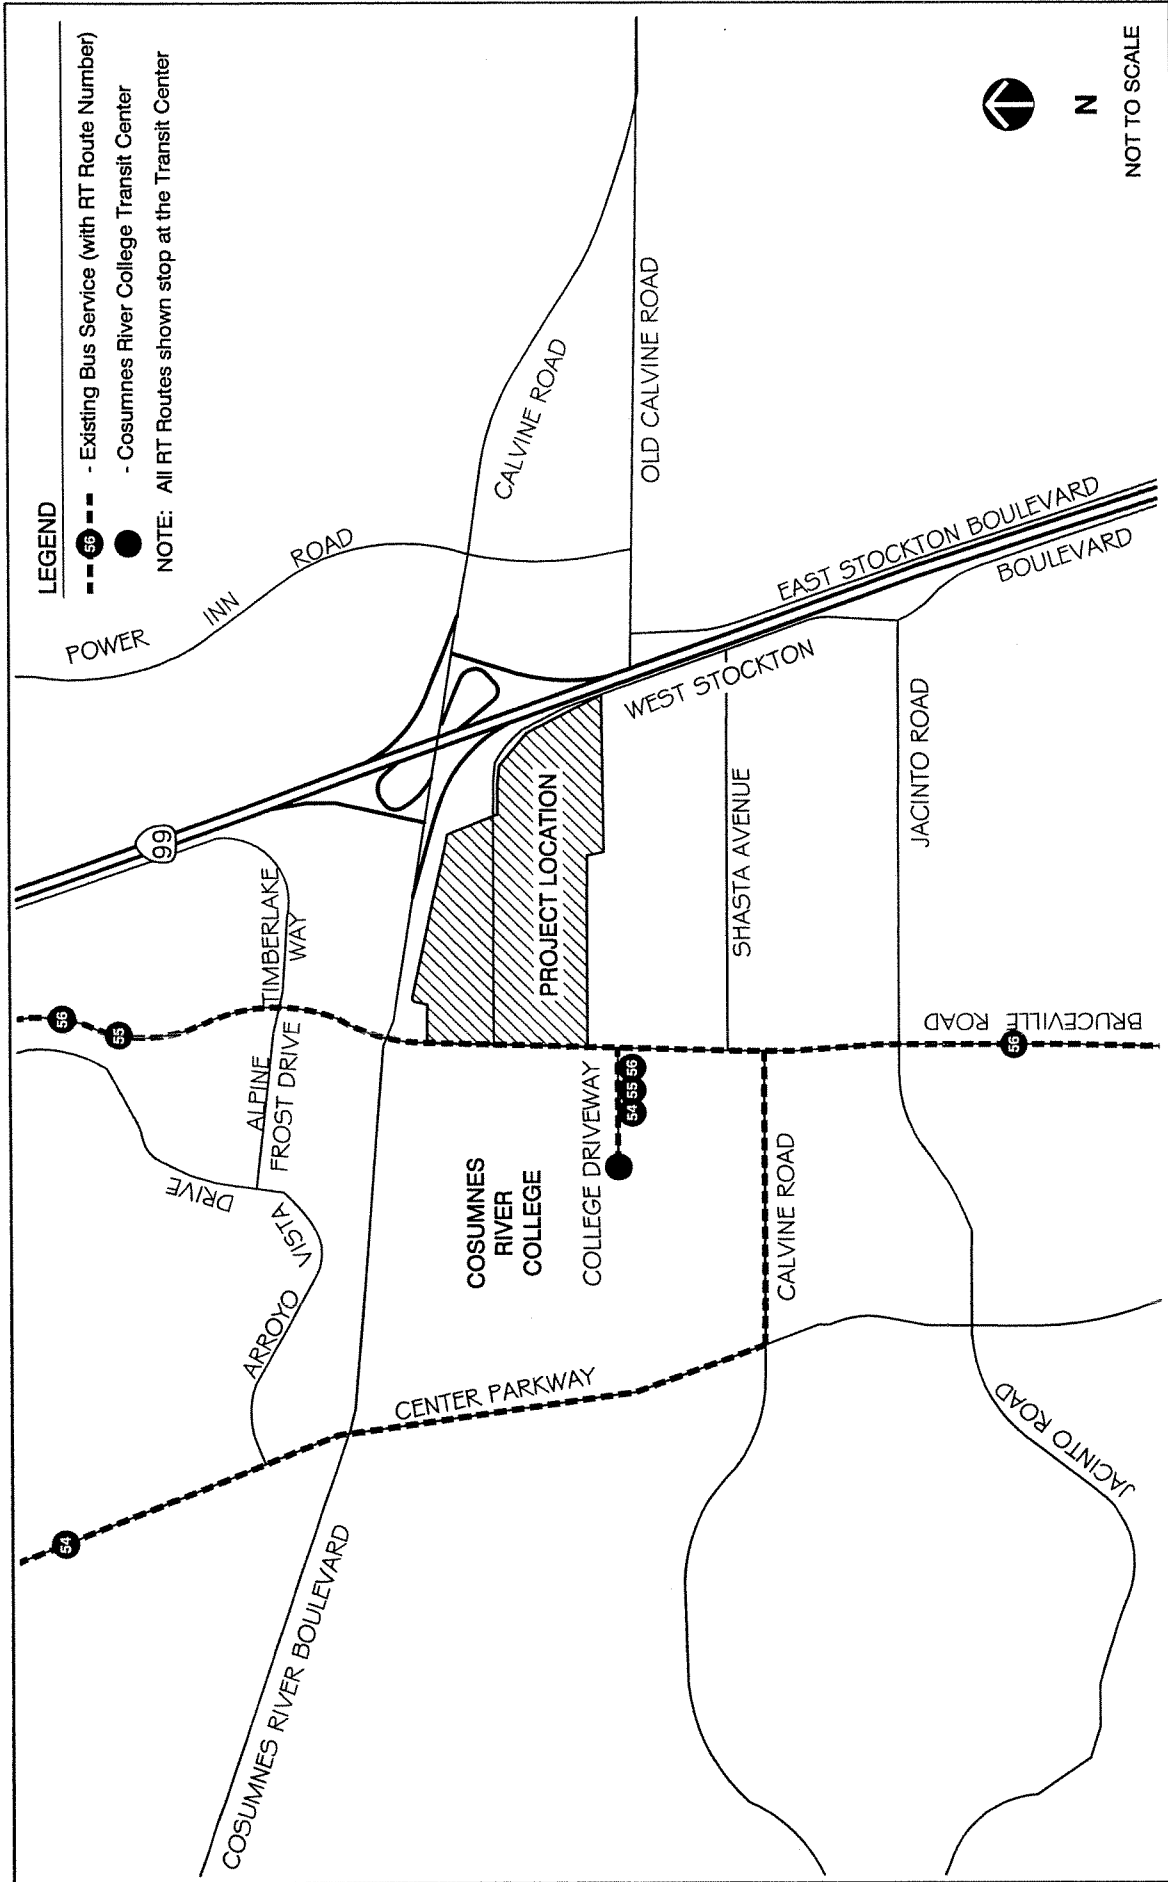 LEGEND
56 - Existing Bus Service (with RT Route Number)
- Cosumnes River College Transit Center
NOTE: All RT Routes shown stop at the Transit Center
POWER
INN
ROAD
99
TIMBERLAKE
WAY
56
55
ALPINE
FROST DRIVE
DRIVE
VISTA
ARROYO
54
COSUMNES RIVER BOULEVARD
CENTER PARKWAY
COSUMNES
RIVER
COLLEGE
COLLEGE DRIVEWAY
54 55 56
PROJECT LOCATION
CALVINE ROAD
OLD CALVINE ROAD
EAST STOCKTON BOULEVARD
WEST STOCKTON
BOULEVARD
SHASTA AVENUE
JACINTO ROAD
BRUCEVILLE ROAD
56
CALVINE ROAD
JACINTO ROAD
N
NOT TO SCALE